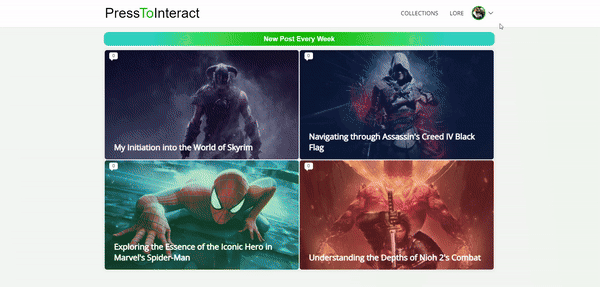 PressToInteract
COLLECTIONS
LORE
New Post Every Week
My Initiation into the World of Skyrim
Navigating through Assassin's Creed IV Black
Flag
Exploring the Essence of the Iconic Hero in
Marvel's Spider-Man
Understanding the Depths of Nioh 2's Combat